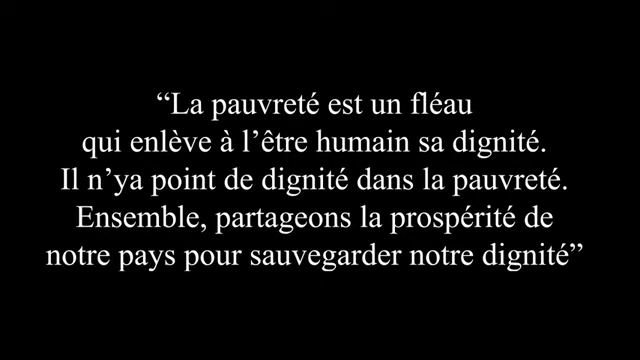 “La pauvreté est un fléau
qui enlève à l’être humain sa dignité.
Il n’ya point de dignité dans la pauvreté.
Ensemble, partageons la prospérité de
notre pays pour sauvegarder notre dignité”